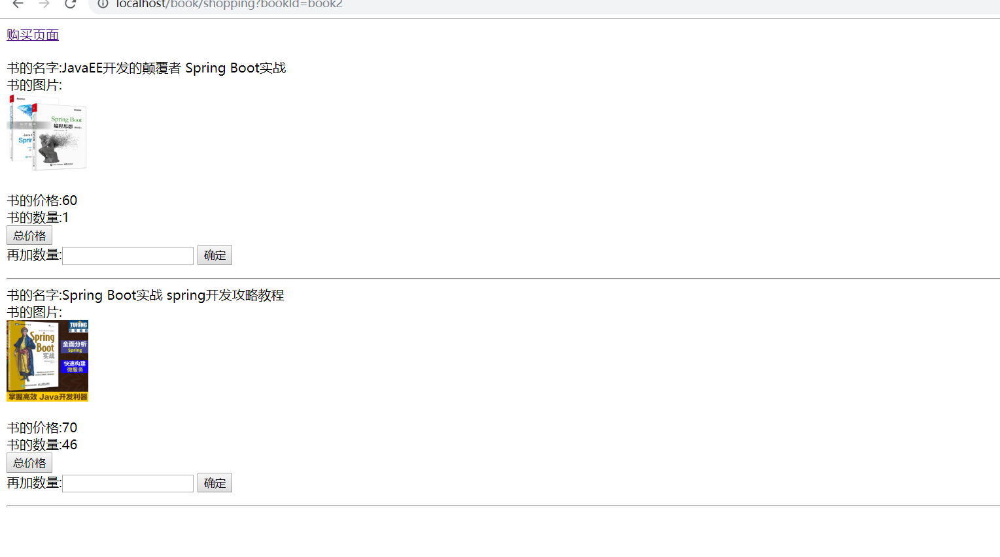 localhost/book/shopping?bookId=book2
购买页面
书的名字:JavaEE开发的颠覆者 Spring Boot实战
书的图片:
Spring Boot
编程思想
书的价格:60
书的数量:1
总价格
再加数量: 确定
书的名字:Spring Boot实战 spring开发攻略教程
书的图片:
TURING
Spring
Boot
实战
全面分析
Spring
快速构建
微服务
掌握高效 Java开发利器
书的价格:70
书的数量:46
总价格
再加数量: 确定